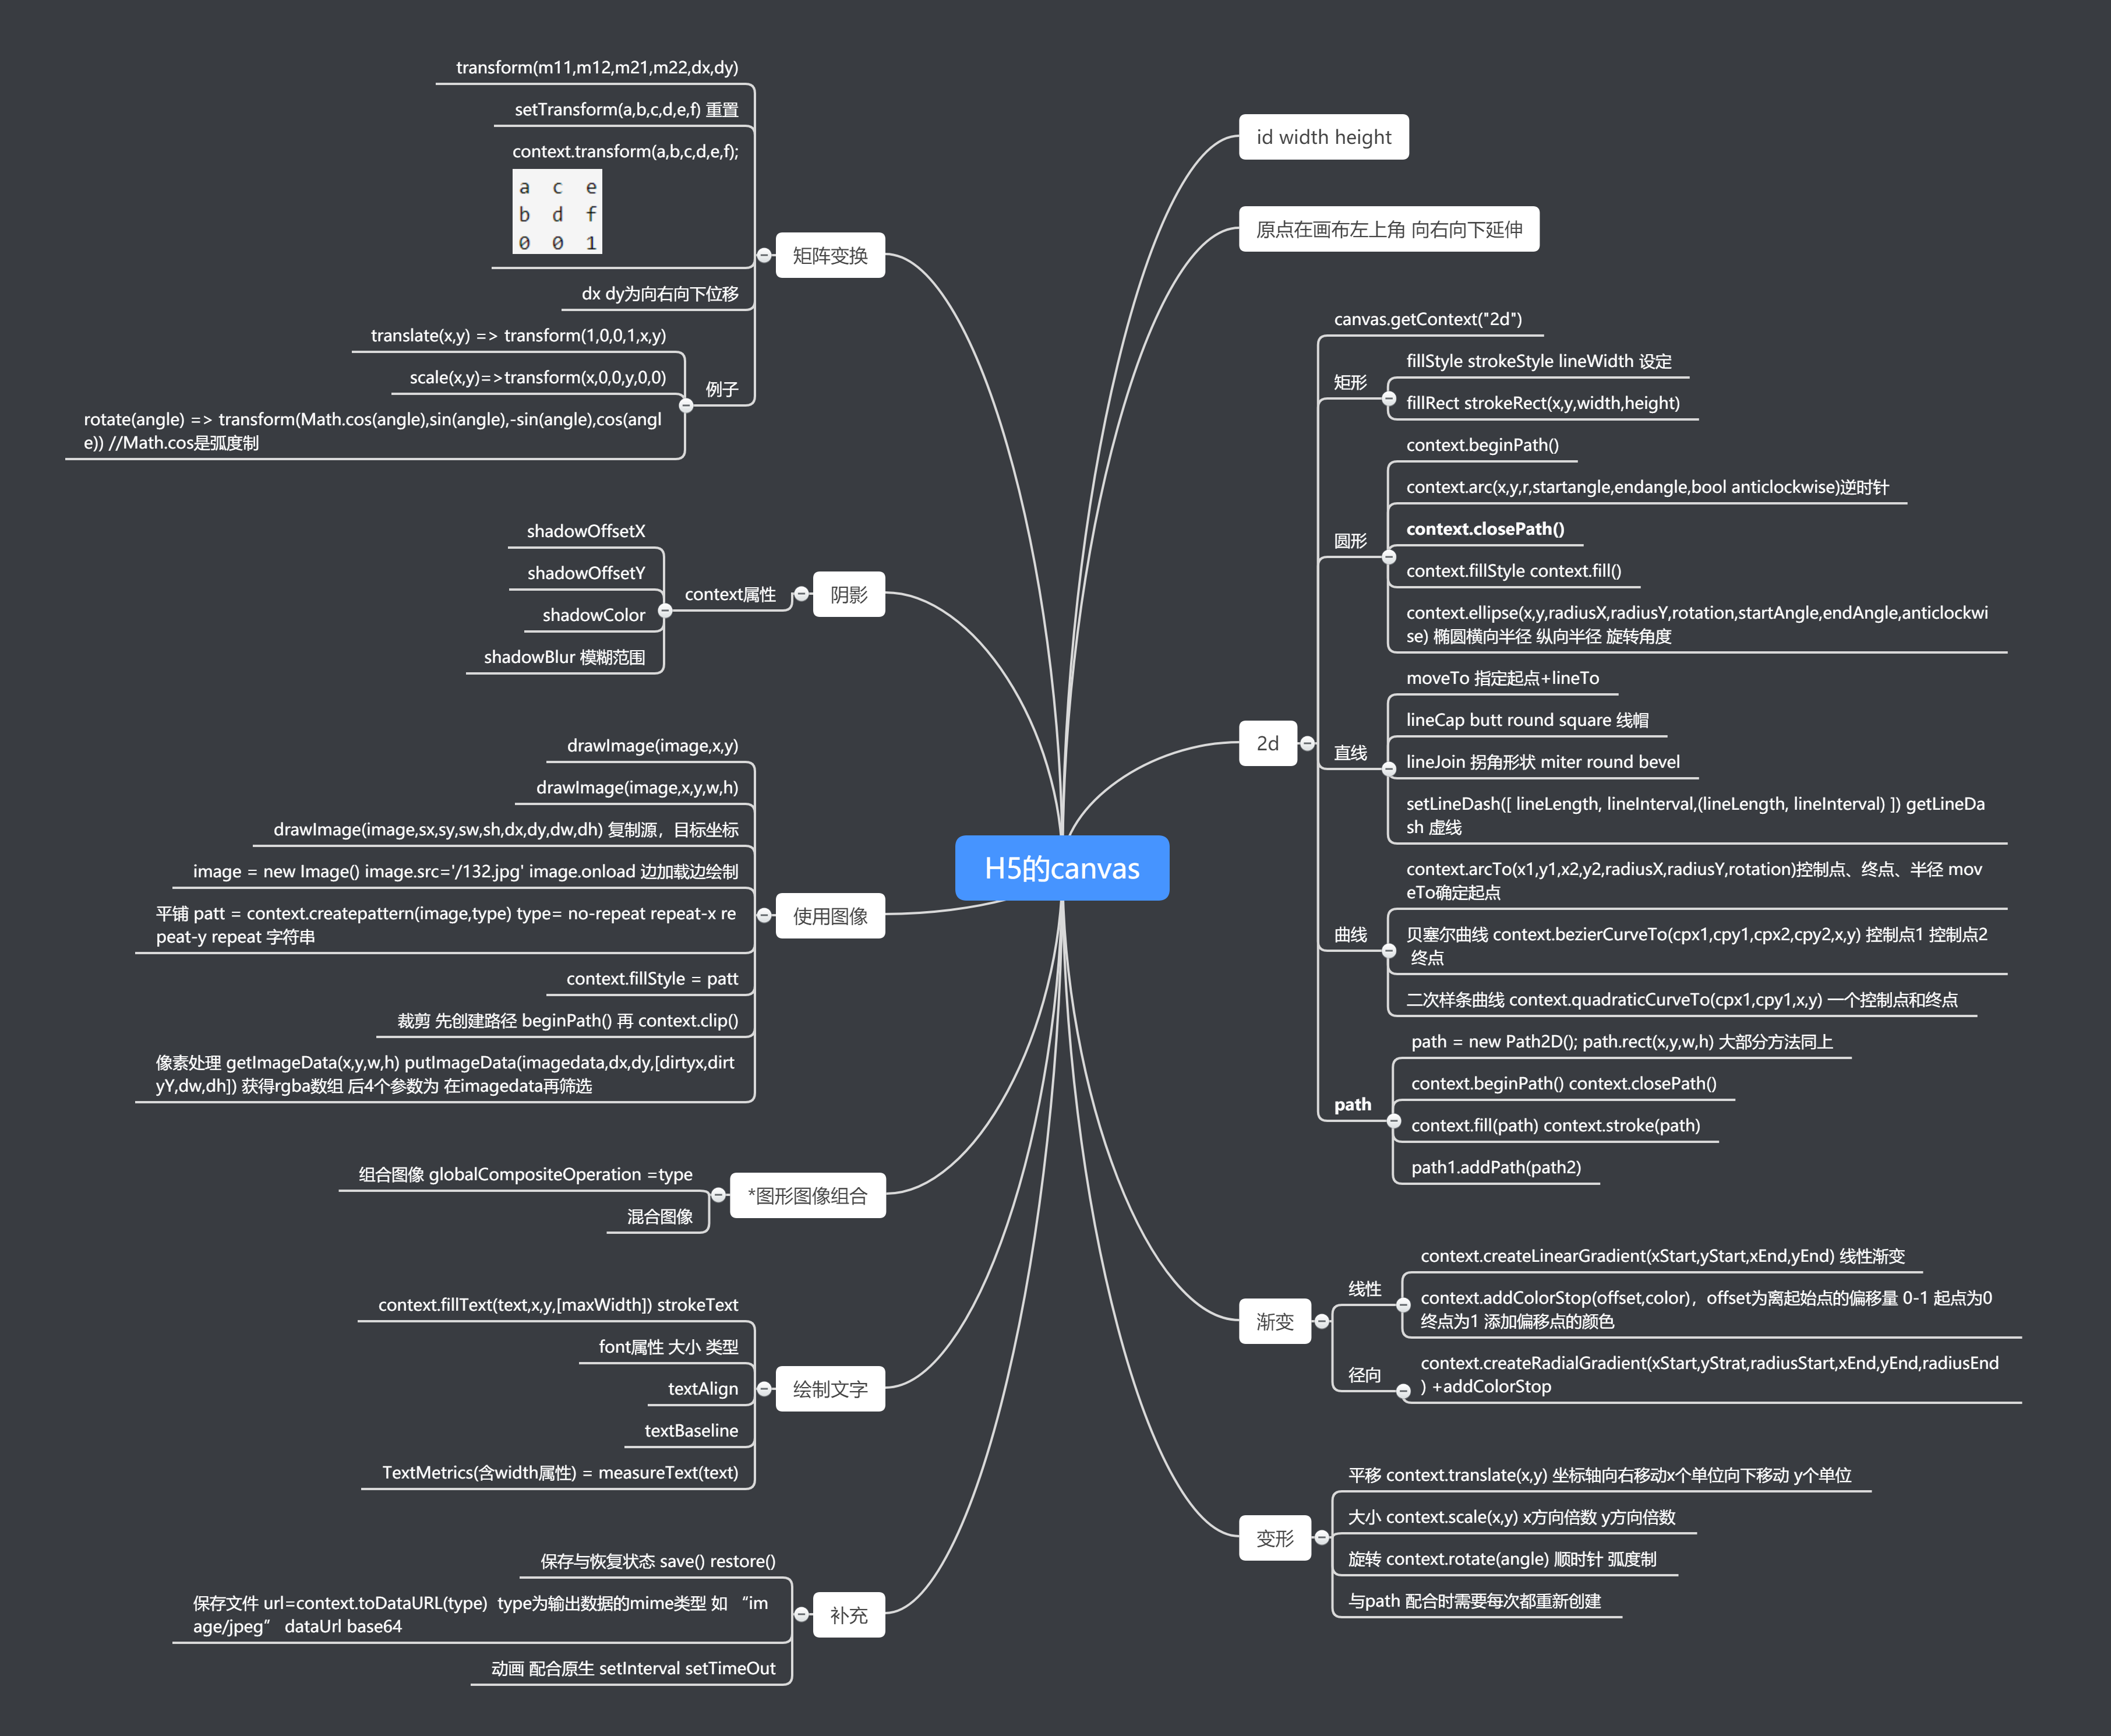 H5的canvas
id width height
原点在画布左上角 向右向下延伸
2d
canvas.getContext("2d")
矩形
fillStyle strokeStyle lineWidth 设定
fillRect strokeRect(x,y,width,height)
圆形
context.beginPath()
context.arc(x,y,r,startangle,endangle,bool anticlockwise)逆时针
context.closePath()
context.fillStyle context.fill()
context.ellipse(x,y,radiusX,radiusY,rotation,startAngle,endAngle,anticlockwi
se) 椭圆横向半径 纵向半径 旋转角度
直线
moveTo 指定起点+lineTo
lineCap butt round square 线帽
lineJoin 拐角形状 miter round bevel
setLineDash([ lineLength, lineInterval,(lineLength, lineInterval) ]) getLineDa
sh 虚线
曲线
context.arcTo(x1,y1,x2,y2,radiusX,radiusY,rotation)控制点、终点、半径 mov
eTo确定起点
贝塞尔曲线 context.bezierCurveTo(cpx1,cpy1,cpx2,cpy2,x,y) 控制点1 控制点2
终点
二次样条曲线 context.quadraticCurveTo(cpx1,cpy1,x,y) 一个控制点和终点
path
path = new Path2D(); path.rect(x,y,w,h) 大部分方法同上
context.beginPath() context.closePath()
context.fill(path) context.stroke(path)
path1.addPath(path2)
渐变
线性
context.createLinearGradient(xStart,yStart,xEnd,yEnd) 线性渐变
context.addColorStop(offset,color)，offset为离起始点的偏移量 0-1 起点为0
终点为1 添加偏移点的颜色
径向
context.createRadialGradient(xStart,yStrat,radiusStart,xEnd,yEnd,radiusEnd
) +addColorStop
变形
平移 context.translate(x,y) 坐标轴向右移动x个单位向下移动 y个单位
大小 context.scale(x,y) x方向倍数 y方向倍数
旋转 context.rotate(angle) 顺时针 弧度制
与path 配合时需要每次都重新创建
矩阵变换
transform(m11,m12,m21,m22,dx,dy)
setTransform(a,b,c,d,e,f) 重置
context.transform(a,b,c,d,e,f);
a c e
b d f
0 0 1
dx dy为向右向下位移
例子
translate(x,y) => transform(1,0,0,1,x,y)
scale(x,y)=>transform(x,0,0,y,0,0)
rotate(angle) => transform(Math.cos(angle),sin(angle),-sin(angle),cos(angl
e)) //Math.cos是弧度制
阴影
context属性
shadowOffsetX
shadowOffsetY
shadowColor
shadowBlur 模糊范围
使用图像
drawImage(image,x,y)
drawImage(image,x,y,w,h)
drawImage(image,sx,sy,sw,sh,dx,dy,dw,dh) 复制源，目标坐标
image = new Image() image.src='/132.jpg' image.onload 边加载边绘制
平铺 patt = context.createpattern(image,type) type= no-repeat repeat-x re
peat-y repeat 字符串
context.fillStyle = patt
裁剪 先创建路径 beginPath() 再 context.clip()
像素处理 getImageData(x,y,w,h) putImageData(imagedata,dx,dy,[dirtyx,dirt
yY,dw,dh]) 获得rgba数组 后4个参数为 在imagedata再筛选
*图形图像组合
组合图像 globalCompositeOperation =type
混合图像
绘制文字
context.fillText(text,x,y,[maxWidth]) strokeText
font属性 大小 类型
textAlign
textBaseline
TextMetrics(含width属性) = measureText(text)
补充
保存与恢复状态 save() restore()
保存文件 url=context.toDataURL(type)  type为输出数据的mime类型 如 “im
age/jpeg” dataUrl base64
动画 配合原生 setInterval setTimeOut